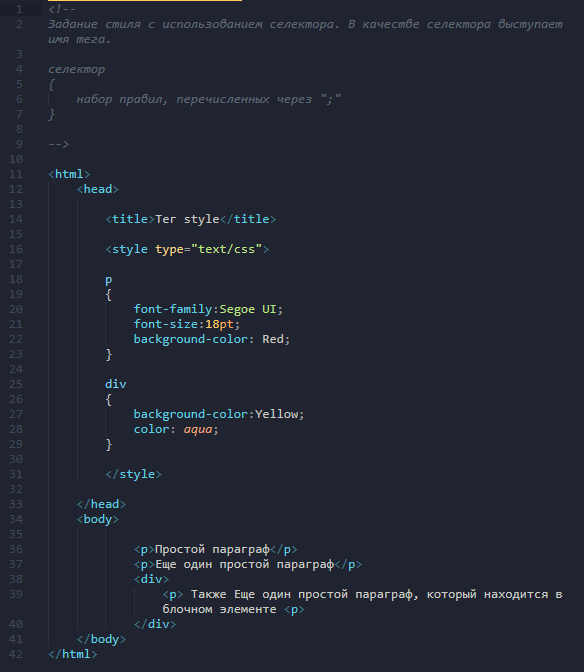 1 <!--
2 Задание стиля с использованием селектора. В качестве селектора выступает
имя тега.
3
4 селектор
5 {
6 набор правил, перечисленных через ";"
7 }
8
9 -->
10
11 <html>
12 <head>
13
14 <title>Тег style</title>
15
16 <style type="text/css">
17
18 p
19 {
20 font-family:Segoe UI;
21 font-size:18pt;
22 background-color: Red;
23 }
24
25 div
26 {
27 background-color:Yellow;
28 color: aqua;
29 }
30
31 </style>
32
33 </head>
34 <body>
35
36 <p>Простой параграф</p>
37 <p>Еще один простой параграф</p>
38 <div>
39 <p> Также Еще один простой параграф, который находится в
блочном элементе <p>
40 </div>
41 </body>
42 </html>